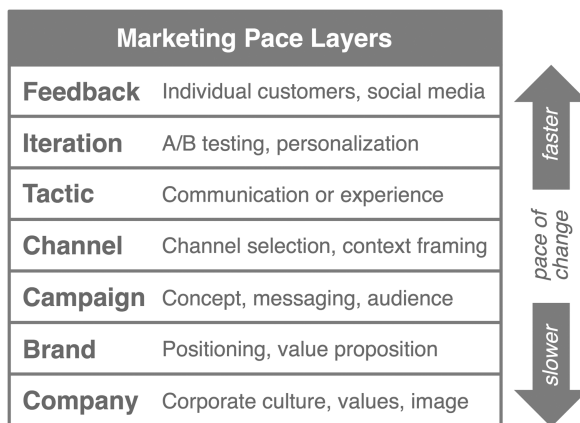 Marketing Pace Layers
Feedback Individual customers, social media
Iteration A/B testing, personalization
Tactic Communication or experience
Channel Channel selection, context framing
Campaign Concept, messaging, audience
Brand Positioning, value proposition
Company Corporate culture, values, image
faster
pace of
change
slower